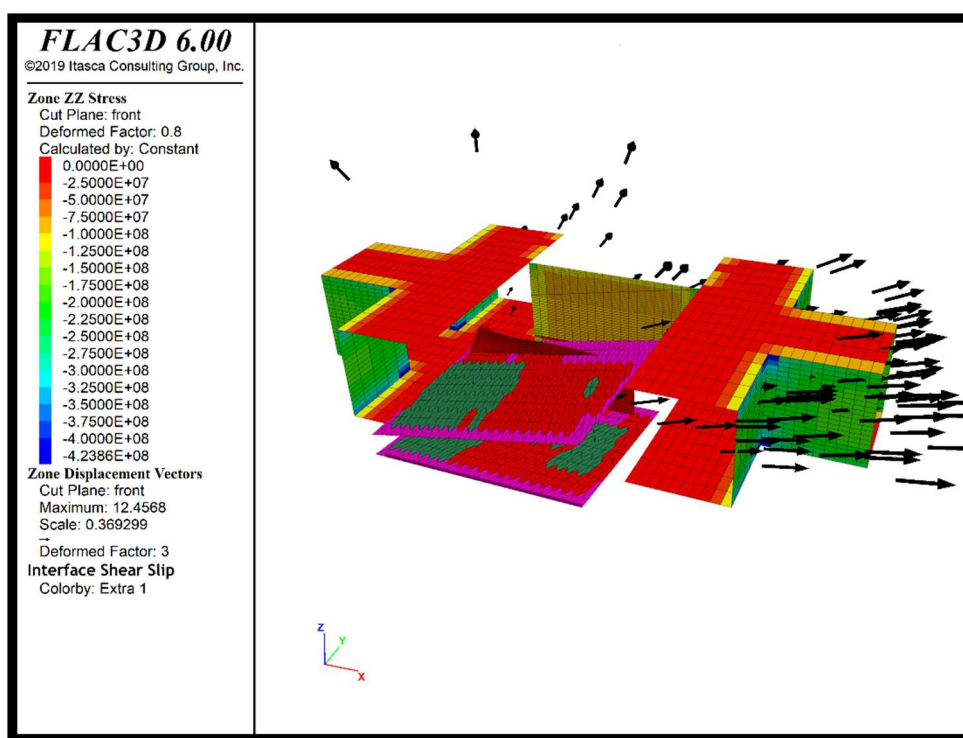 FLAC3D 6.00
©2019 Itasca Consulting Group, Inc.
Zone ZZ Stress
Cut Plane: front
Deformed Factor: 0.8
Calculated by: Constant
0.0000E+00
-2.5000E+07
-5.0000E+07
-7.5000E+07
-1.0000E+08
-1.2500E+08
-1.5000E+08
-1.7500E+08
-2.0000E+08
-2.2500E+08
-2.5000E+08
-2.7500E+08
-3.0000E+08
-3.2500E+08
-3.5000E+08
-3.7500E+08
-4.0000E+08
-4.2386E+08
Zone Displacement Vectors
Cut Plane: front
Maximum: 12.4568
Scale: 0.369299
Deformed Factor: 3
Interface Shear Slip
Colorby: Extra 1
Z
Y
X